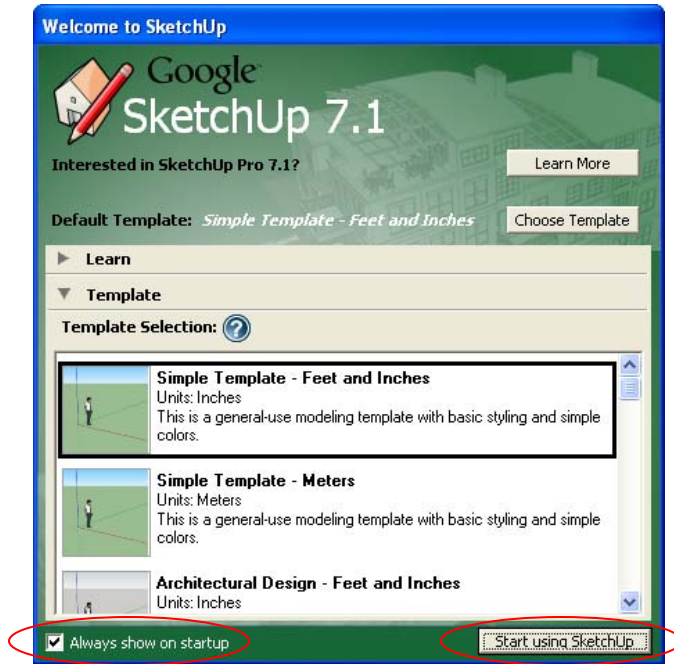 Welcome to SketchUp
Google
SketchUp 7.1
Interested in SketchUp Pro 7.1?
Learn More
Default Template: Simple Template - Feet and Inches
Choose Template
Learn
Template
Template Selection:
Simple Template - Feet and Inches
Units: Inches
This is a general-use modeling template with basic styling and simple
colors.
Simple Template - Meters
Units: Meters
This is a general-use modeling template with basic styling and simple
colors.
Architectural Design - Feet and Inches
Units: Inches
Always show on startup
Start using SketchUp